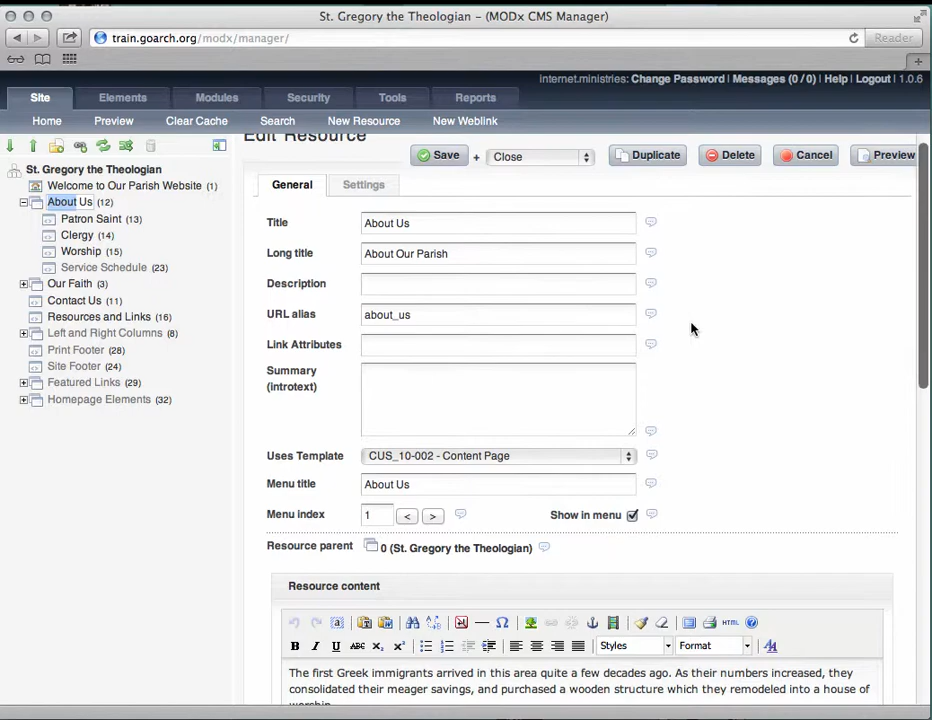 St. Gregory the Theologian – (MODx CMS Manager)
train.goarch.org/modx/manager/
Reader
internet.ministries: Change Password | Messages (0 / 0) | Help | Logout | 1.0.6
Site Elements Modules Security Tools Reports
Home Preview Clear Cache Search New Resource New Weblink
Edit Resource
Save + Close Duplicate Delete Cancel Preview
St. Gregory the Theologian
Welcome to Our Parish Website (1)
About Us (12)
Patron Saint (13)
Clergy (14)
Worship (15)
Service Schedule (23)
Our Faith (3)
Contact Us (11)
Resources and Links (16)
Left and Right Columns (8)
Print Footer (28)
Site Footer (24)
Featured Links (29)
Homepage Elements (32)
General Settings
Title About Us
Long title About Our Parish
Description
URL alias about_us
Link Attributes
Summary
(introtext)
Uses Template CUS_10-002 - Content Page
Menu title About Us
Menu index 1 < > Show in menu
Resource parent 0 (St. Gregory the Theologian)
Resource content
HTML
B I U ABC x₂ x² Styles Format
The first Greek immigrants arrived in this area quite a few decades ago. As their numbers increased, they
consolidated their meager savings, and purchased a wooden structure which they remodeled into a house of
worship.